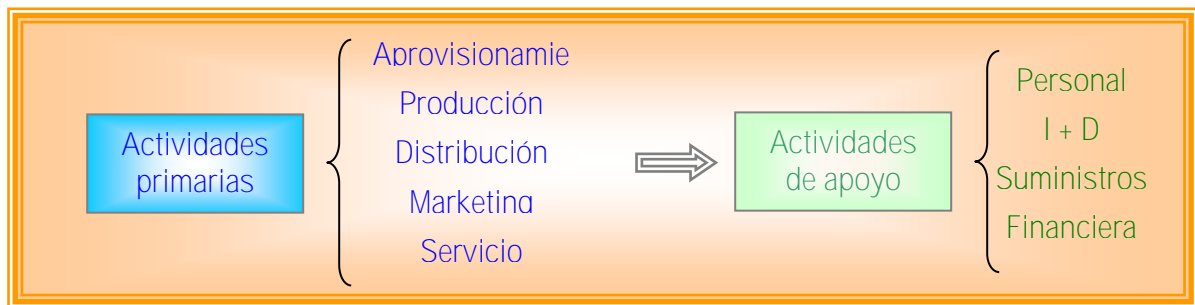 Actividades
primarias
Aprovisionamie
Producción
Distribución
Marketing
Servicio
Actividades
de apoyo
Personal
I + D
Suministros
Financiera